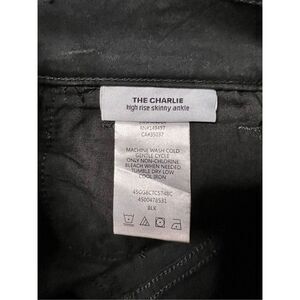 THE CHARLIE
high rise skinny ankle
MACHINE WASH COLD
GENTLE CYCLE
ONLY NON-CHLORINE
BLEACH WHEN NEEDED
TUMBLE DRY LOW
COOL IRON
4500478531
BLK